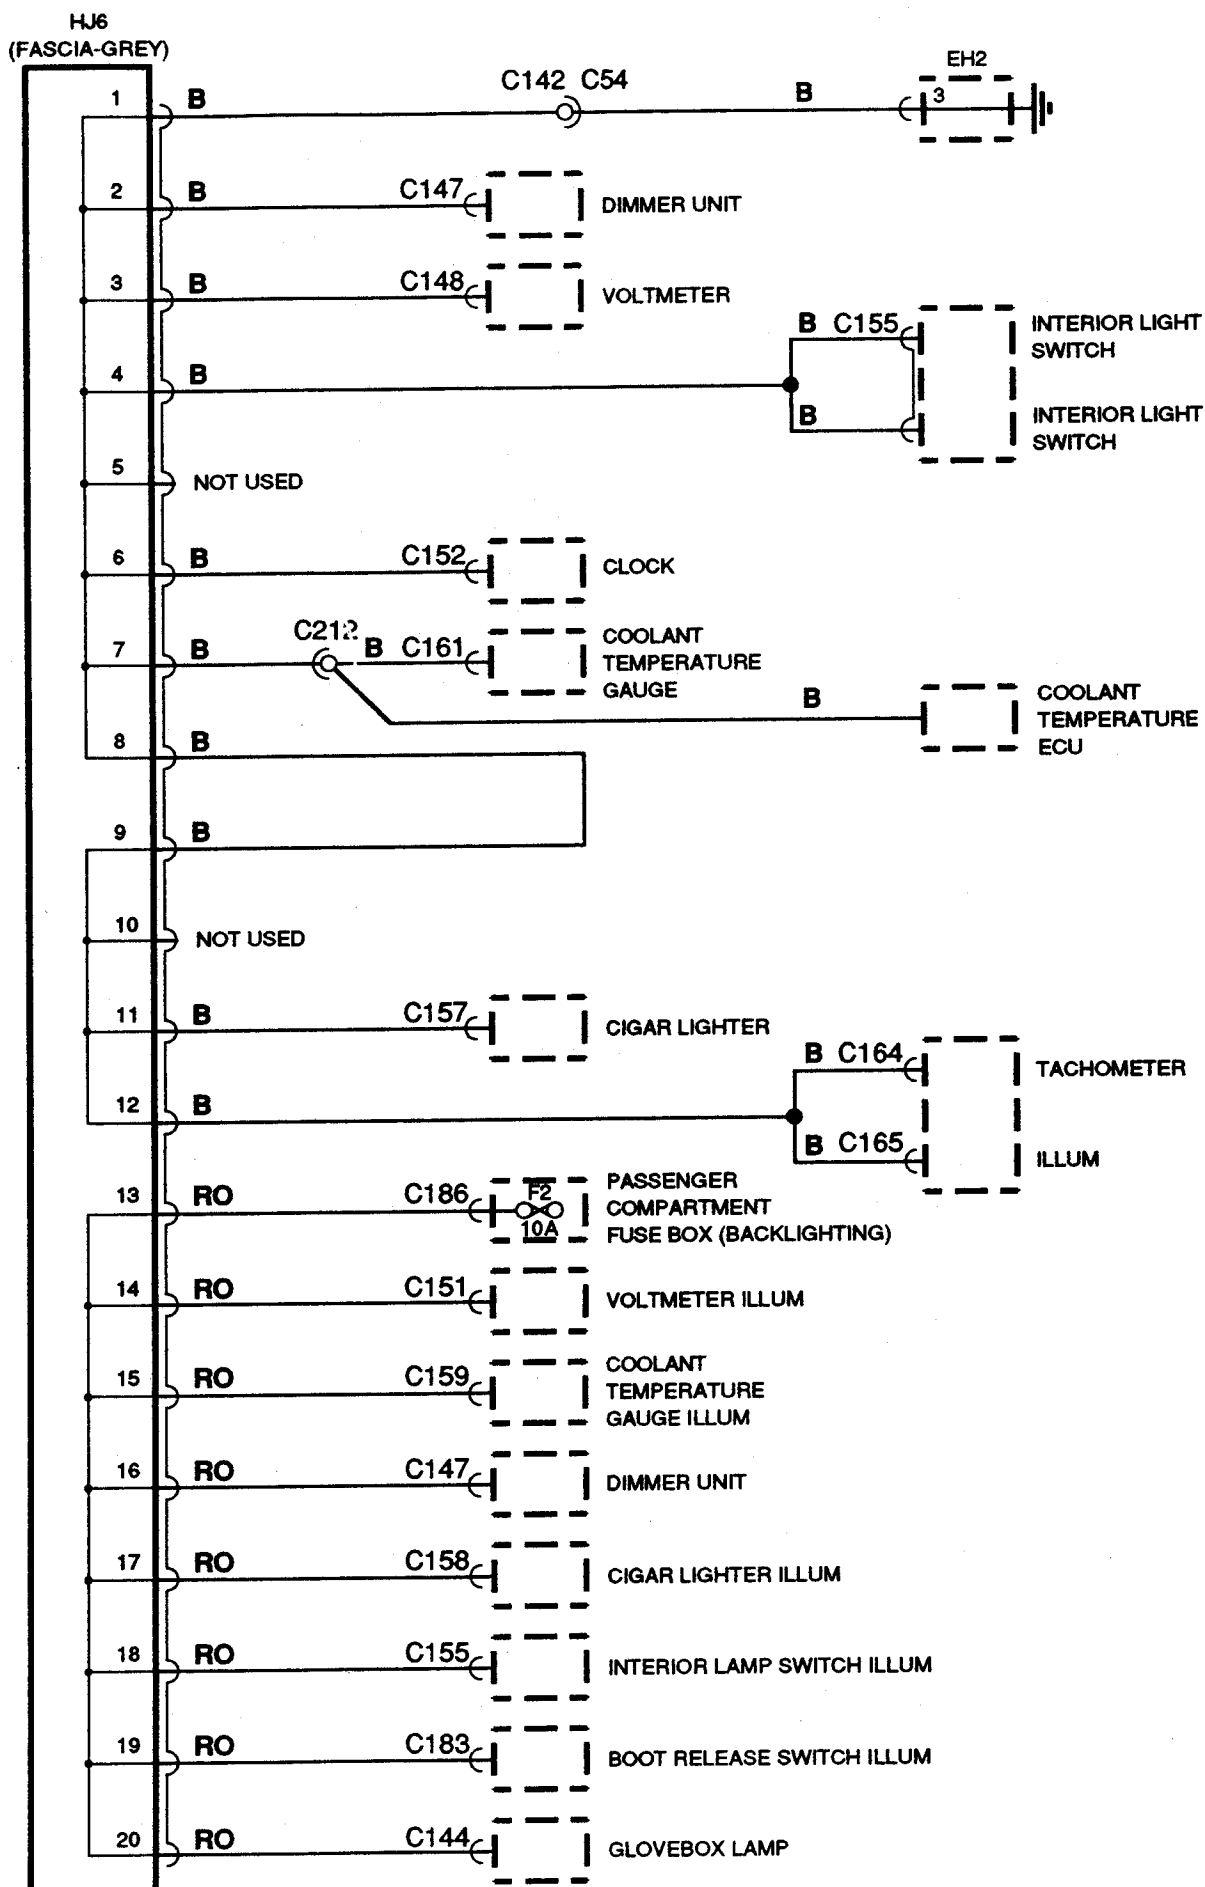 HJ6
(FASCIA-GREY)
1 B C142 C54 B EH2 3
2 B C147 DIMMER UNIT
3 B C148 VOLTMETER
B C155 INTERIOR LIGHT
SWITCH
4 B
B INTERIOR LIGHT
SWITCH
5 NOT USED
6 B C152 CLOCK
7 B C212 B C161 COOLANT
TEMPERATURE
GAUGE
B COOLANT
TEMPERATURE
ECU
8 B
9 B
10 NOT USED
11 B C157 CIGAR LIGHTER
B C164 TACHOMETER
12 B
B C165 ILLUM
13 RO C186 F2
10A
PASSENGER
COMPARTMENT
FUSE BOX (BACKLIGHTING)
14 RO C151 VOLTMETER ILLUM
15 RO C159 COOLANT
TEMPERATURE
GAUGE ILLUM
16 RO C147 DIMMER UNIT
17 RO C158 CIGAR LIGHTER ILLUM
18 RO C155 INTERIOR LAMP SWITCH ILLUM
19 RO C183 BOOT RELEASE SWITCH ILLUM
20 RO C144 GLOVEBOX LAMP